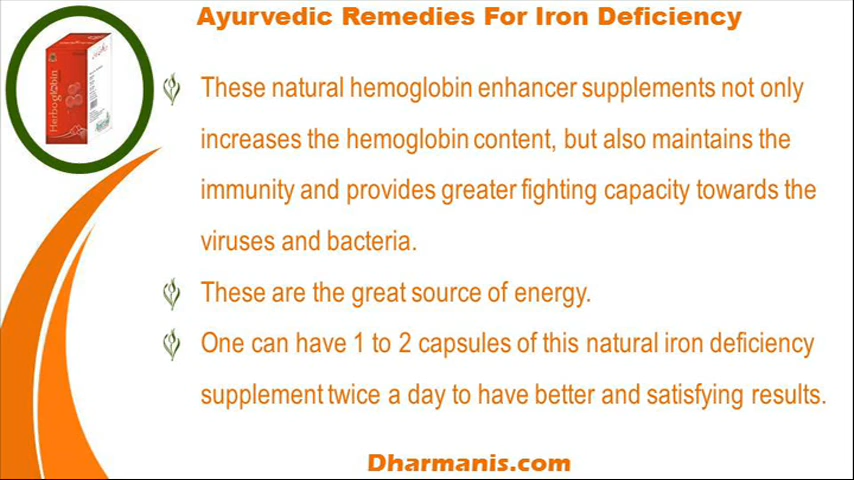 Ayurvedic Remedies For Iron Deficiency
Herboglobin
These natural hemoglobin enhancer supplements not only
increases the hemoglobin content, but also maintains the
immunity and provides greater fighting capacity towards the
viruses and bacteria.
These are the great source of energy.
One can have 1 to 2 capsules of this natural iron deficiency
supplement twice a day to have better and satisfying results.
Dharmanis.com